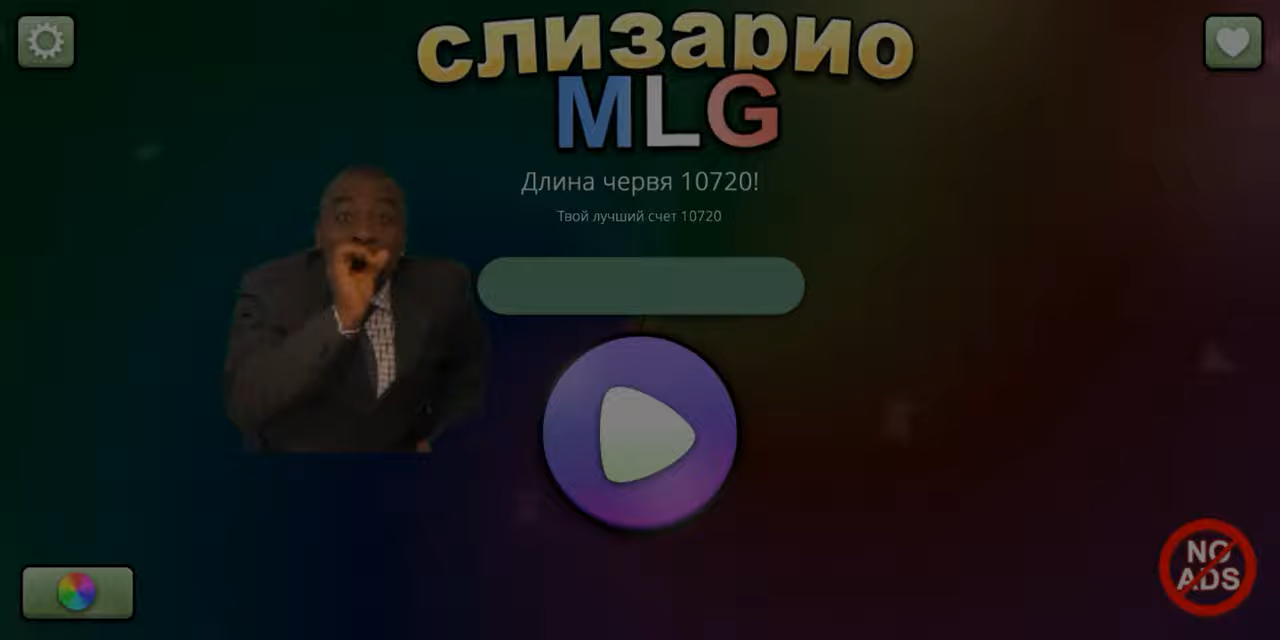 слизарио
MLG
Длина червя 10720!
Твой лучший счет 10720
NO
ADS